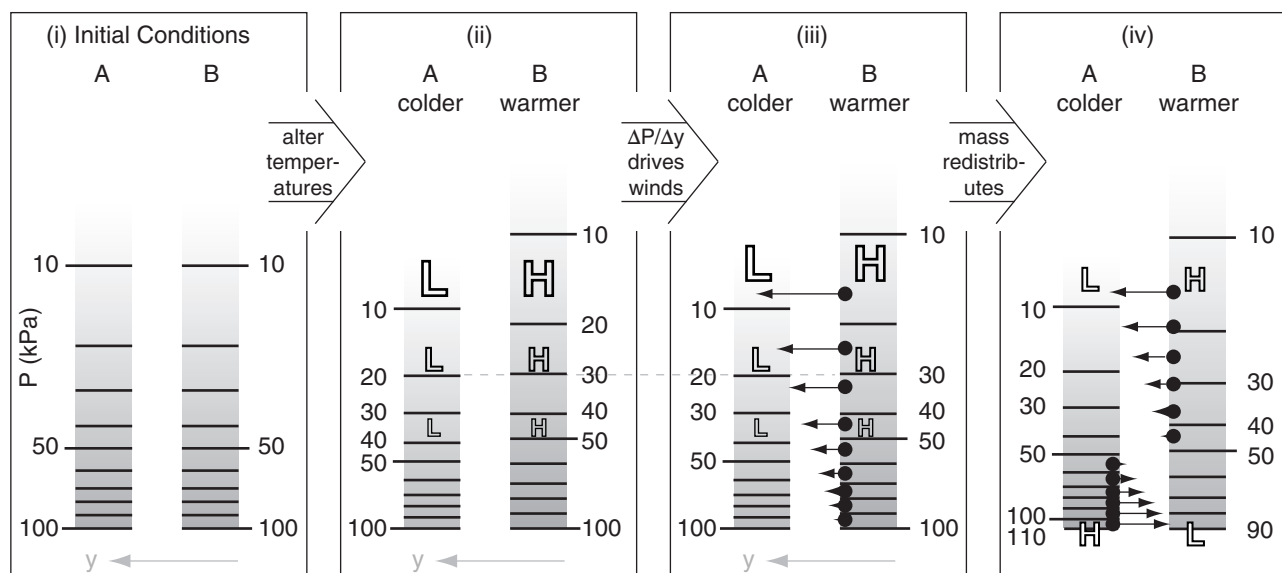 (i) Initial Conditions
A B
P (kPa)
10 10
50 50
100 100
y
alter
temper-
atures
(ii)
A B
colder warmer
10
L H
10 20
L H
20 30
30 40
L H
40 50
50
100 100
y
ΔP/Δy
drives
winds
(iii)
A B
colder warmer
10
L H
10
L H
20 30
30 40
L H
40 50
50
100 100
y
mass
redistrib-
utes
(iv)
A B
colder warmer
10
L H
10
20
30
30
40
50 50
100
110 H L 90